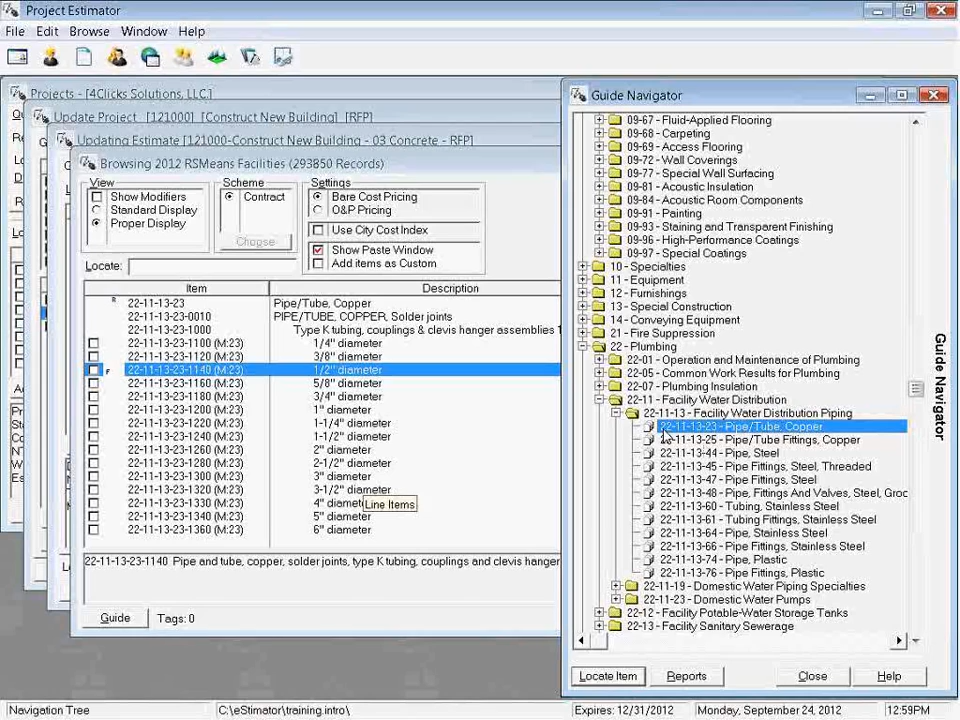 Project Estimator
File Edit Browse Window Help
Projects - [4Clicks Solutions, LLC.]
Update Project [121000] [Construct New Building] [RFP]
Updating Estimate [121000-Construct New Building - 03 Concrete - RFP]
Browsing 2012 RSMeans Facilities (293850 Records)
View
Show Modifiers
Standard Display
Proper Display
Scheme
Contract
Choose
Settings
Bare Cost Pricing
O&P Pricing
Use City Cost Index
Show Paste Window
Add items as Custom
Locate:
Item Description
R 22-11-13-23 Pipe/Tube, Copper
22-11-13-23-0010 PIPE/TUBE, COPPER, Solder joints
22-11-13-23-1000 Type K tubing, couplings & clevis hanger assemblies 1
22-11-13-23-1100 (M:23) 1/4" diameter
22-11-13-23-1120 (M:23) 3/8" diameter
F 22-11-13-23-1140 (M:23) 1/2" diameter
22-11-13-23-1160 (M:23) 5/8" diameter
22-11-13-23-1180 (M:23) 3/4" diameter
22-11-13-23-1200 (M:23) 1" diameter
22-11-13-23-1220 (M:23) 1-1/4" diameter
22-11-13-23-1240 (M:23) 1-1/2" diameter
22-11-13-23-1260 (M:23) 2" diameter
22-11-13-23-1280 (M:23) 2-1/2" diameter
22-11-13-23-1300 (M:23) 3" diameter
22-11-13-23-1320 (M:23) 3-1/2" diameter
22-11-13-23-1330 (M:23) 4" diamete
Line Items
22-11-13-23-1340 (M:23) 5" diameter
22-11-13-23-1360 (M:23) 6" diameter
22-11-13-23-1140 Pipe and tube, copper, solder joints, type K tubing, couplings and clevis hanger
Guide Tags: 0
Guide Navigator
09-67 - Fluid-Applied Flooring
09-68 - Carpeting
09-69 - Access Flooring
09-72 - Wall Coverings
09-77 - Special Wall Surfacing
09-81 - Acoustic Insulation
09-84 - Acoustic Room Components
09-91 - Painting
09-93 - Staining and Transparent Finishing
09-96 - High-Performance Coatings
09-97 - Special Coatings
10 - Specialties
11 - Equipment
12 - Furnishings
13 - Special Construction
14 - Conveying Equipment
21 - Fire Suppression
22 - Plumbing
22-01 - Operation and Maintenance of Plumbing
22-05 - Common Work Results for Plumbing
22-07 - Plumbing Insulation
22-11 - Facility Water Distribution
22-11-13 - Facility Water Distribution Piping
22-11-13-23 - Pipe/Tube, Copper
22-11-13-25 - Pipe/Tube Fittings, Copper
22-11-13-44 - Pipe, Steel
22-11-13-45 - Pipe Fittings, Steel, Threaded
22-11-13-47 - Pipe Fittings, Steel
22-11-13-48 - Pipe, Fittings And Valves, Steel, Groo
22-11-13-60 - Tubing, Stainless Steel
22-11-13-61 - Tubing Fittings, Stainless Steel
22-11-13-64 - Pipe, Stainless Steel
22-11-13-66 - Pipe Fittings, Stainless Steel
22-11-13-74 - Pipe, Plastic
22-11-13-76 - Pipe Fittings, Plastic
22-11-19 - Domestic Water Piping Specialties
22-11-23 - Domestic Water Pumps
22-12 - Facility Potable-Water Storage Tanks
22-13 - Facility Sanitary Sewerage
Guide Navigator
Locate Item Reports Close Help
Navigation Tree C:\eStimator\training.intro\ Expires: 12/31/2012 Monday, September 24, 2012 12:59PM